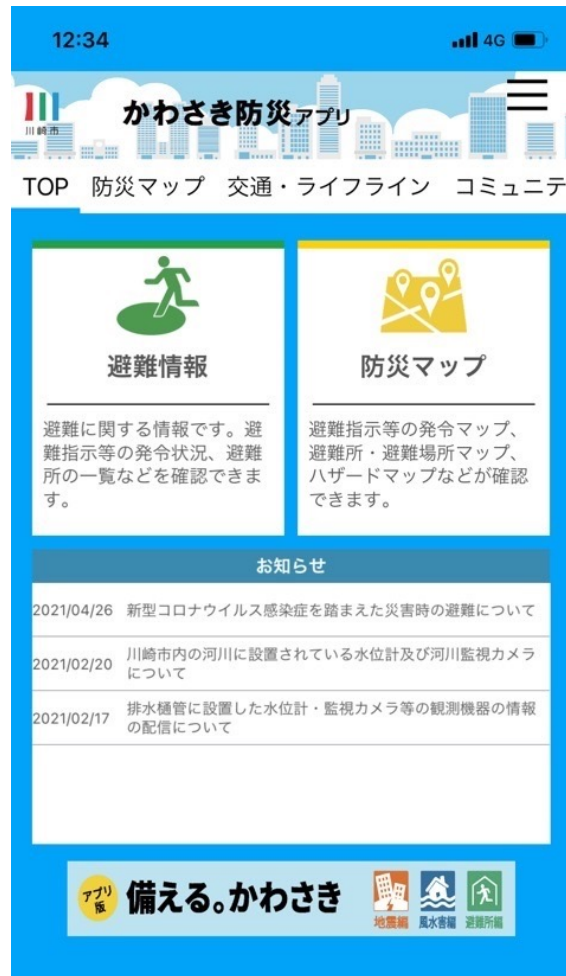 12:34
4G
川崎市
かわさき防災アプリ
TOP 防災マップ 交通・ライフライン コミュニテ
避難情報
避難に関する情報です。避
難指示等の発令状況、避難
所の一覧などを確認できま
す。
防災マップ
避難指示等の発令マップ、
避難所・避難場所マップ、
ハザードマップなどが確認
できます。
お知らせ
2021/04/26 新型コロナウイルス感染症を踏まえた災害時の避難について
2021/02/20 川崎市内の河川に設置されている水位計及び河川監視カメラ
について
2021/02/17 排水樋管に設置した水位計・監視カメラ等の観測機器の情報
の配信について
アプリ
版
備える。かわさき
地震編 風水害編 避難所編